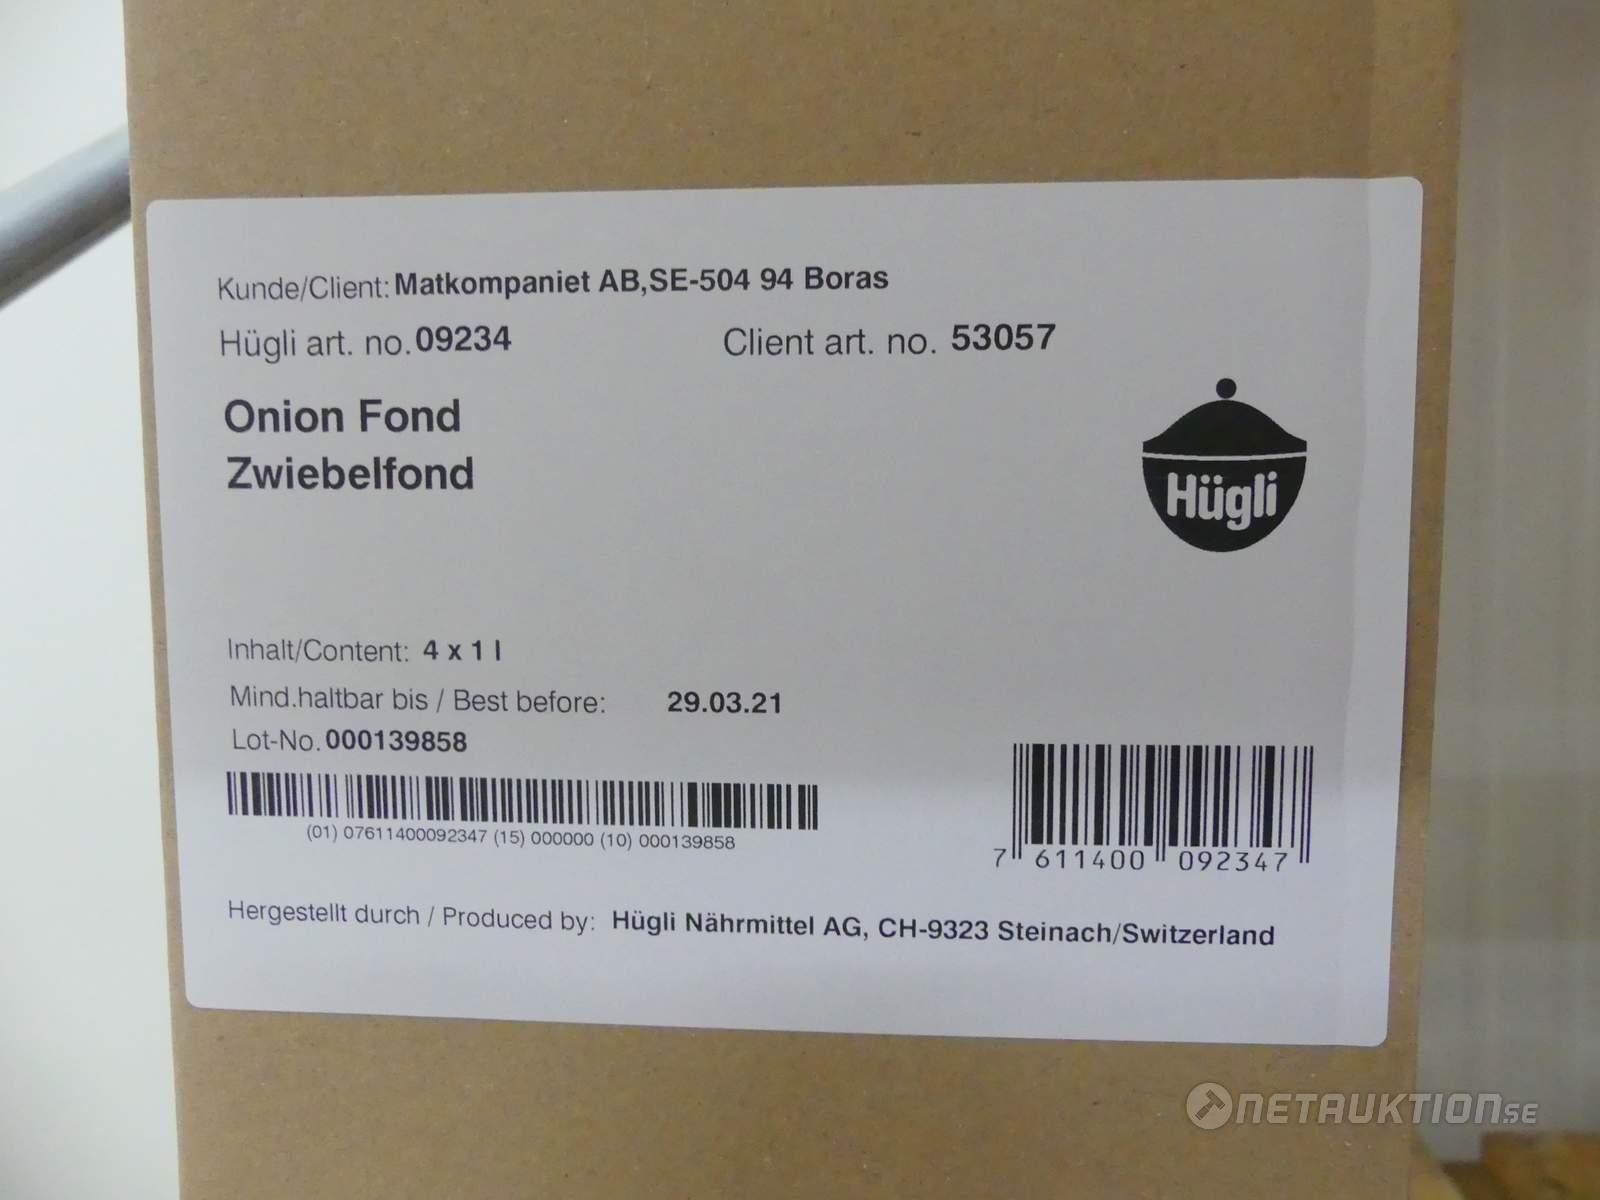 Kunde/Client: Matkompaniet AB,SE-504 94 Boras
Hügli art. no. 09234 Client art. no. 53057
Onion Fond
Zwiebelfond
Hügli
Inhalt/Content: 4 x 1 l
Mind.haltbar bis / Best before: 29.03.21
Lot-No. 000139858
(01) 07611400092347 (15) 000000 (10) 000139858
7 611400 092347
Hergestellt durch / Produced by: Hügli Nährmittel AG, CH-9323 Steinach/Switzerland
NETAUKTION.SE